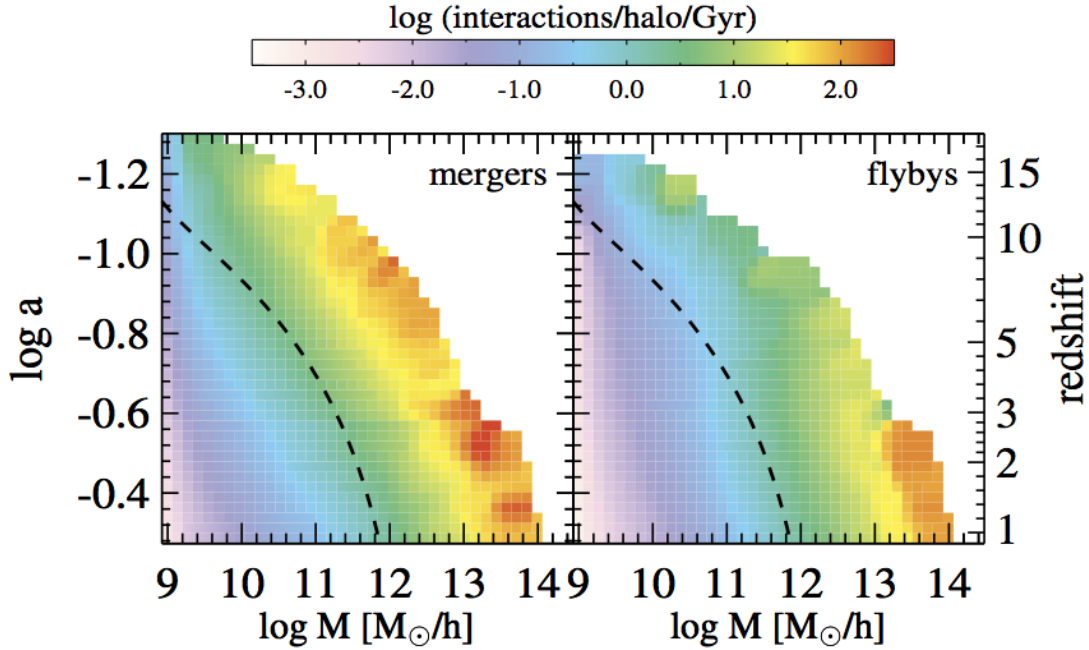 log (interactions/halo/Gyr)
-3.0 -2.0 -1.0 0.0 1.0 2.0
mergers
flybys
log a
-1.2
-1.0
-0.8
-0.6
-0.4
15
10
5
3
2
1
redshift
9 10 11 12 13 14
9 10 11 12 13 14
log M [M⊙/h]
log M [M⊙/h]